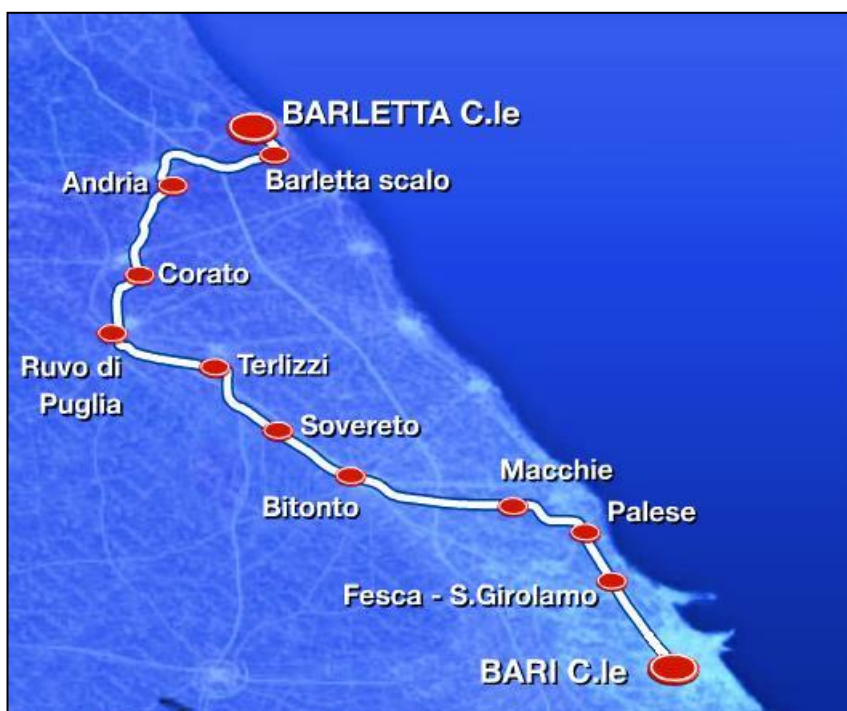 BARLETTA C.le
Barletta scalo
Andria
Corato
Ruvo di
Puglia
Terlizzi
Sovereto
Bitonto
Macchie
Palese
Fesca - S.Girolamo
BARI C.le